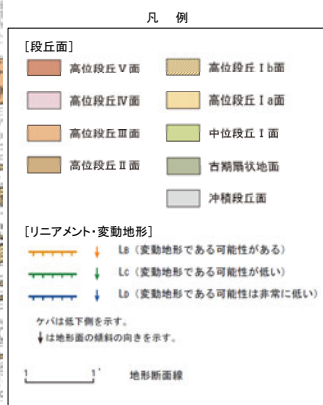 凡 例
[段丘面]
高位段丘Ⅴ面
高位段丘Ⅳ面
高位段丘Ⅲ面
高位段丘Ⅱ面
高位段丘Ⅰb面
高位段丘Ⅰa面
中位段丘Ⅰ面
古期扇状地面
沖積段丘面
[リニアメント・変動地形]
LB（変動地形である可能性がある）
LC（変動地形である可能性が低い）
LD（変動地形である可能性は非常に低い）
ケバは低下側を示す。
↓は地形面の傾斜の向きを示す。
1 1' 地形断面線